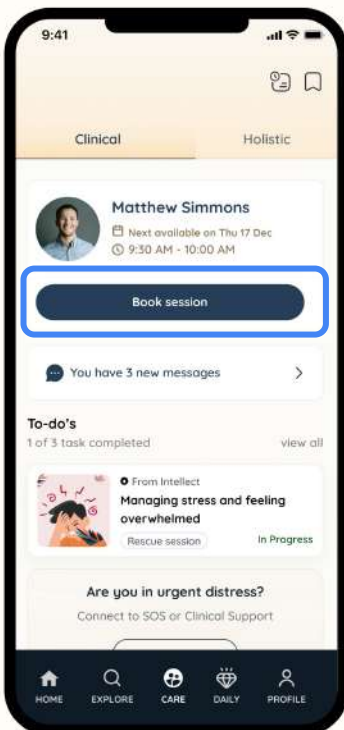 9:41
Clinical
Holistic
Matthew Simmons
Next available on Thu 17 Dec
9:30 AM - 10:00 AM
Book session
You have 3 new messages
To-do's
1 of 3 task completed
view all
From Intellect
Managing stress and feeling
overwhelmed
Rescue session
In Progress
Are you in urgent distress?
Connect to SOS or Clinical Support
HOME
EXPLORE
CARE
DAILY
PROFILE